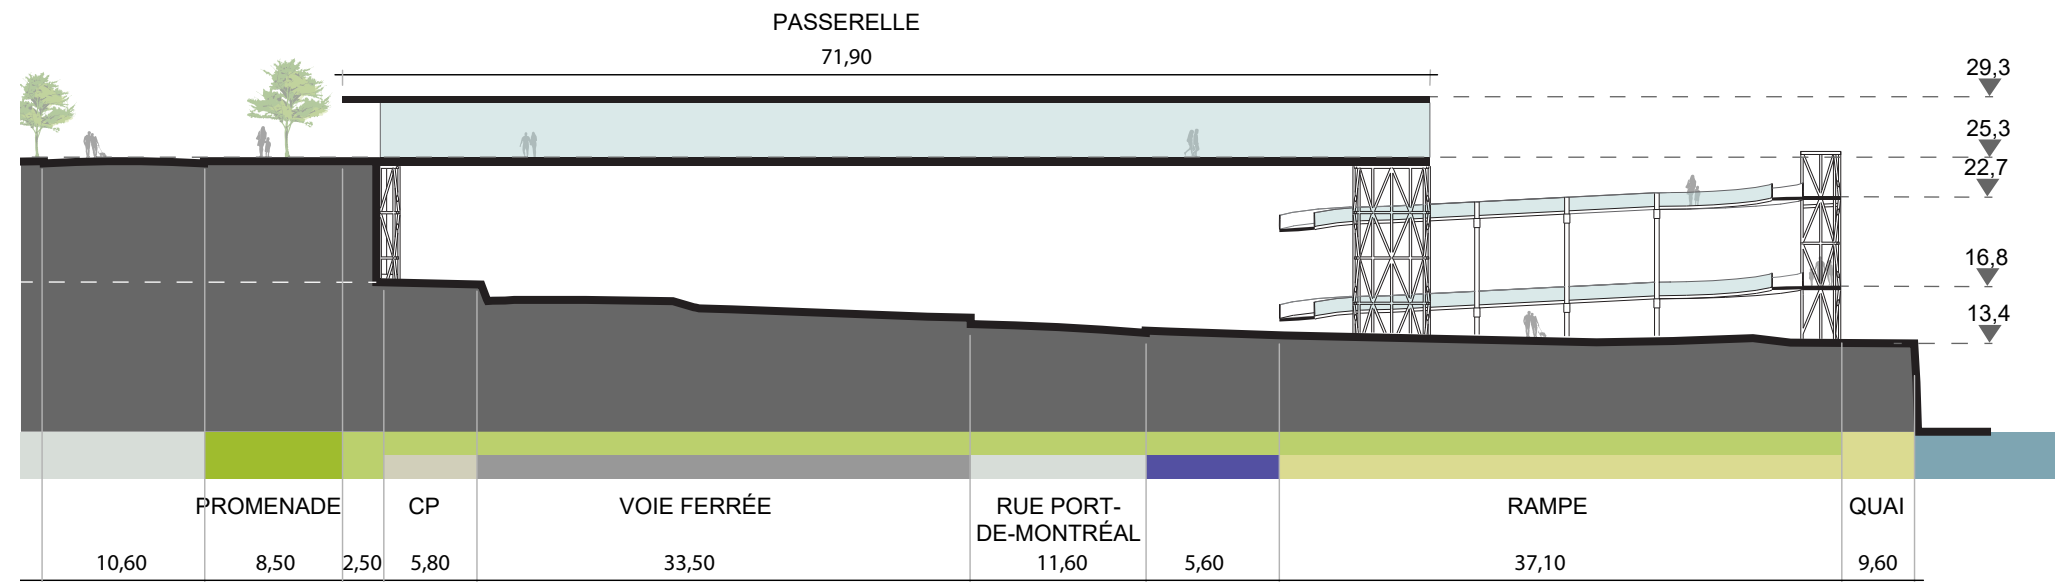 PASSERELLE
71,90
29,3
25,3
22,7
16,8
13,4
PROMENADE
CP
VOIE FERRÉE
RUE PORT-
DE-MONTRÉAL
RAMPE
QUAI
10,60
8,50
2,50
5,80
33,50
11,60
5,60
37,10
9,60